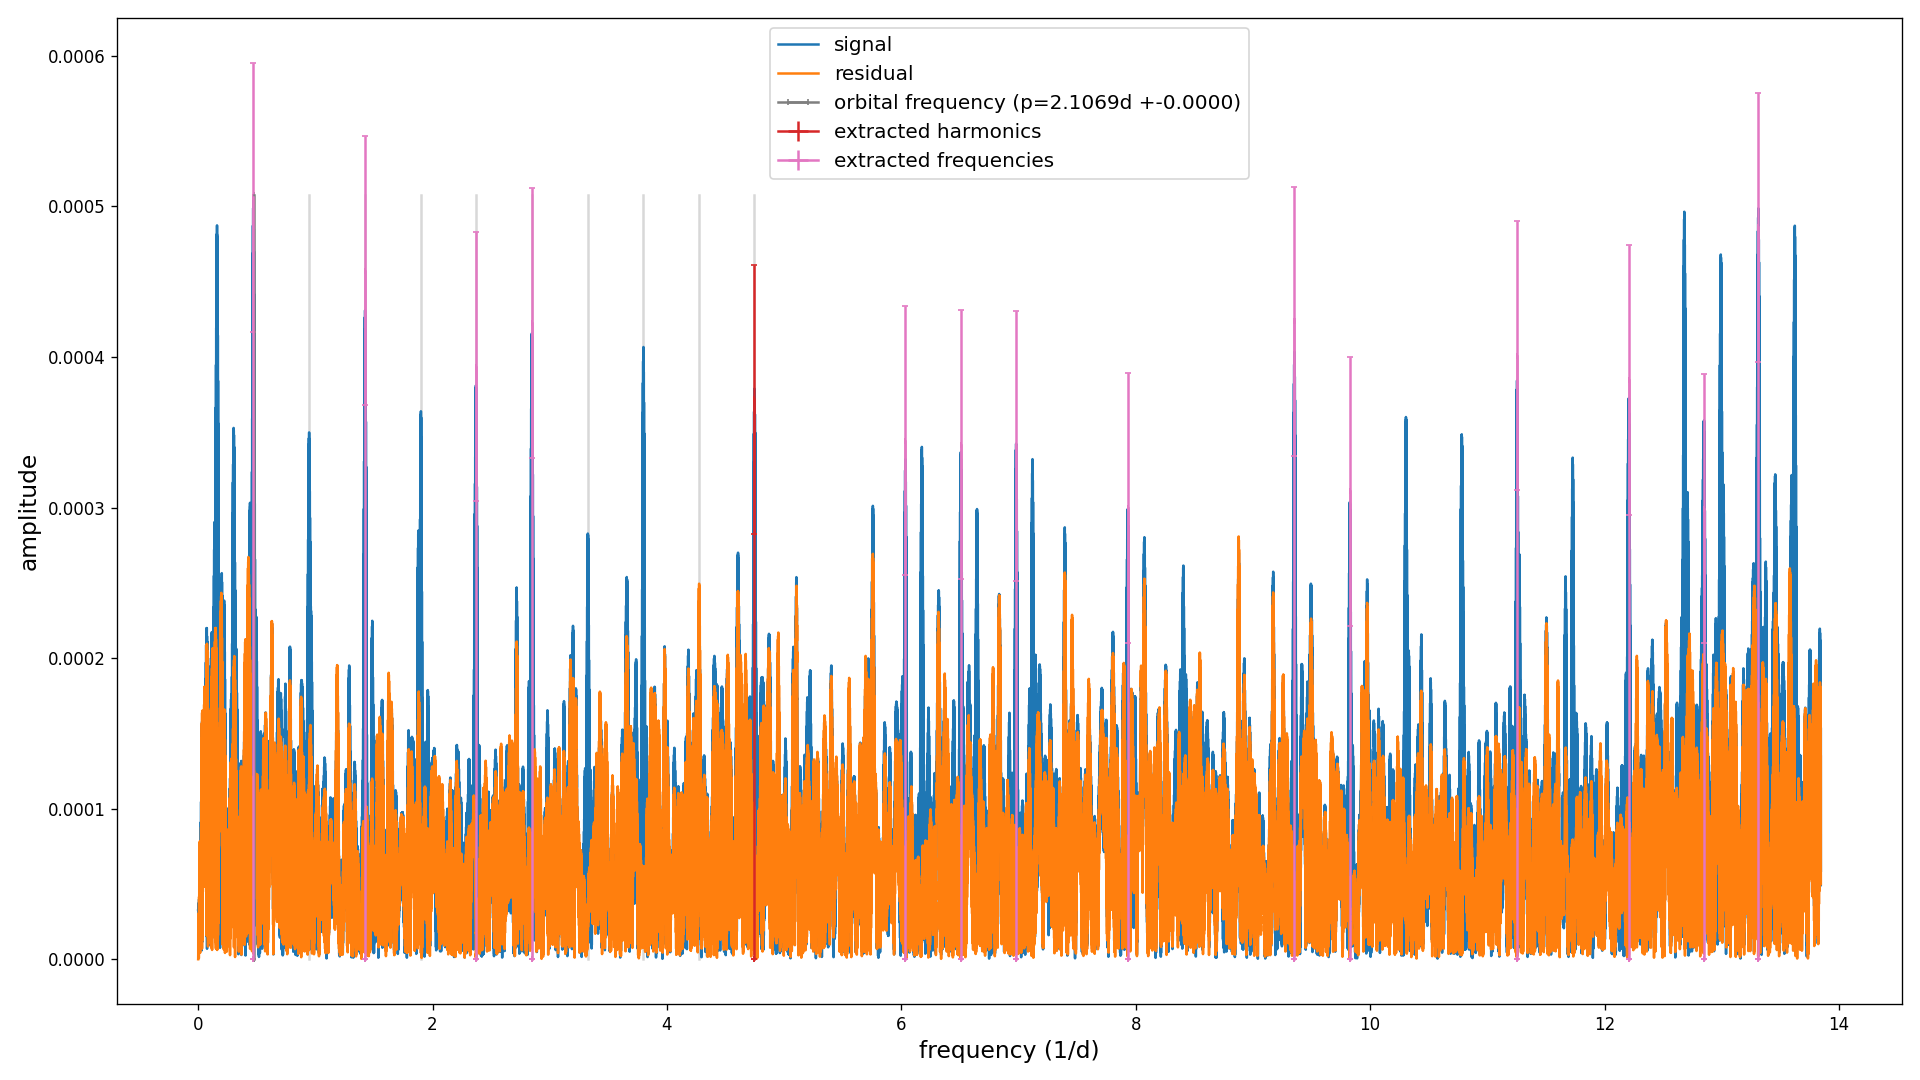 signal
residual
orbital frequency (p=2.1069d +-0.0000)
extracted harmonics
extracted frequencies
0.0006
0.0005
0.0004
0.0003
0.0002
0.0001
0.0000
amplitude
0 2 4 6 8 10 12 14
frequency (1/d)